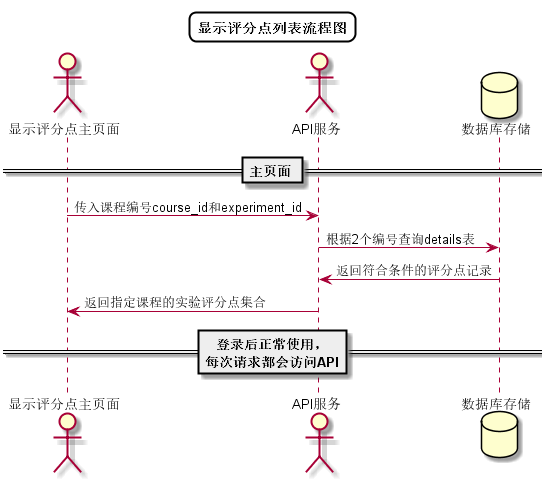 显示评分点列表流程图
显示评分点主页面
API服务
数据库存储
主页面
传入课程编号course_id和experiment_id
根据2个编号查询details表
返回符合条件的评分点记录
返回指定课程的实验评分点集合
登录后正常使用，
每次请求都会访问API
显示评分点主页面
API服务
数据库存储